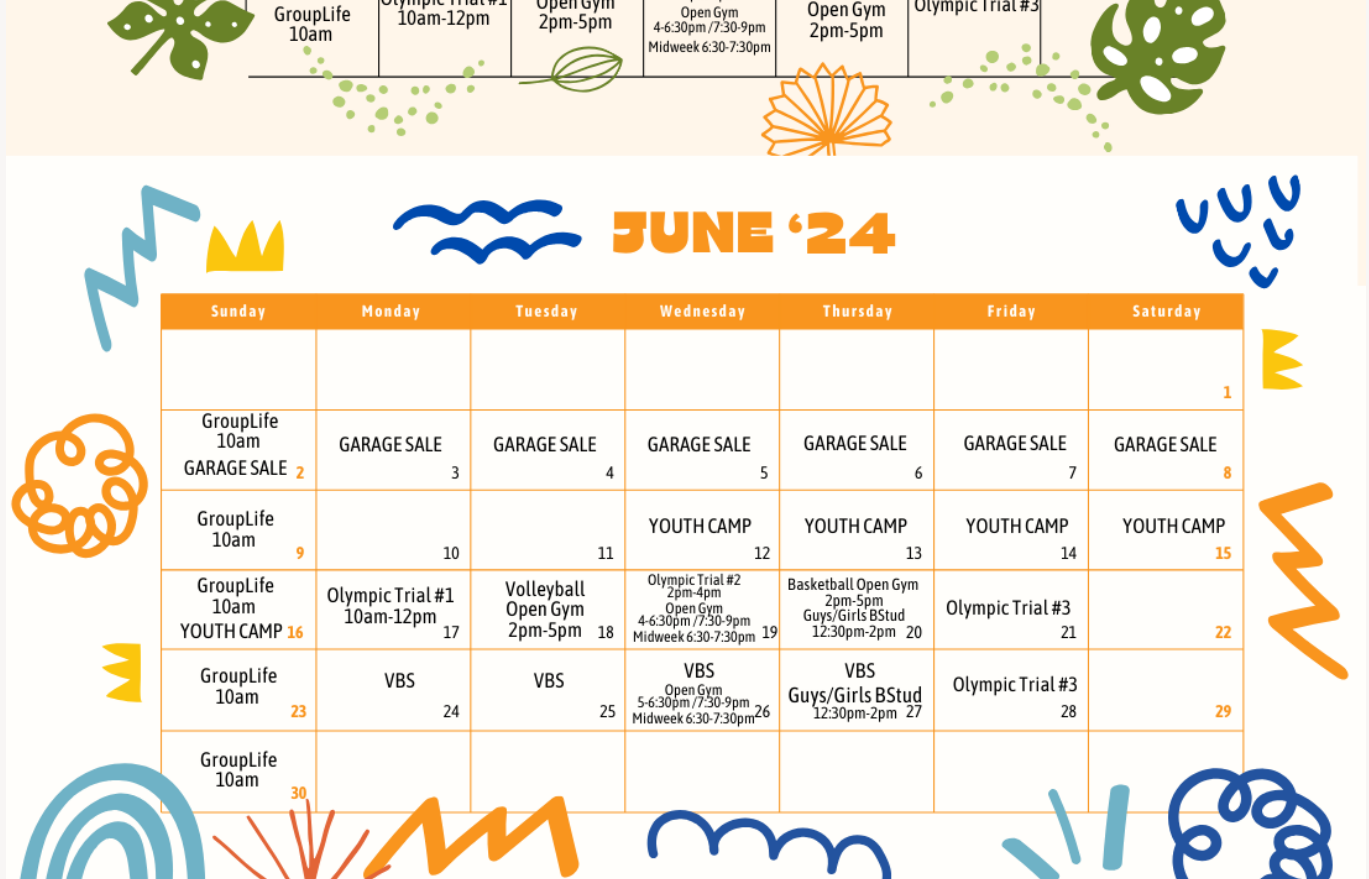 GroupLife
10am
Olympic Trial #1
10am-12pm
Open Gym
2pm-5pm
Open Gym
4-6:30pm /7:30-9pm
Midweek 6:30-7:30pm
Open Gym
2pm-5pm
Olympic Trial #3
JUNE ‘24
Sunday Monday Tuesday Wednesday Thursday Friday Saturday
1
GroupLife
10am
GARAGE SALE 2
GARAGE SALE
3
GARAGE SALE
4
GARAGE SALE
5
GARAGE SALE
6
GARAGE SALE
7
GARAGE SALE
8
GroupLife
10am
9
10
11
YOUTH CAMP
12
YOUTH CAMP
13
YOUTH CAMP
14
YOUTH CAMP
15
GroupLife
10am
YOUTH CAMP 16
Olympic Trial #1
10am-12pm
17
Volleyball
Open Gym
2pm-5pm 18
Olympic Trial #2
2pm-4pm
Open Gym
4-6:30pm /7:30-9pm
Midweek 6:30-7:30pm 19
Basketball Open Gym
2pm-5pm
Guys/Girls BStud
12:30pm-2pm 20
Olympic Trial #3
21
22
GroupLife
10am
23
VBS
24
VBS
25
VBS
Open Gym
5-6:30pm /7:30-9pm
Midweek 6:30-7:30pm 26
VBS
Guys/Girls BStud
12:30pm-2pm 27
Olympic Trial #3
28
29
GroupLife
10am
30